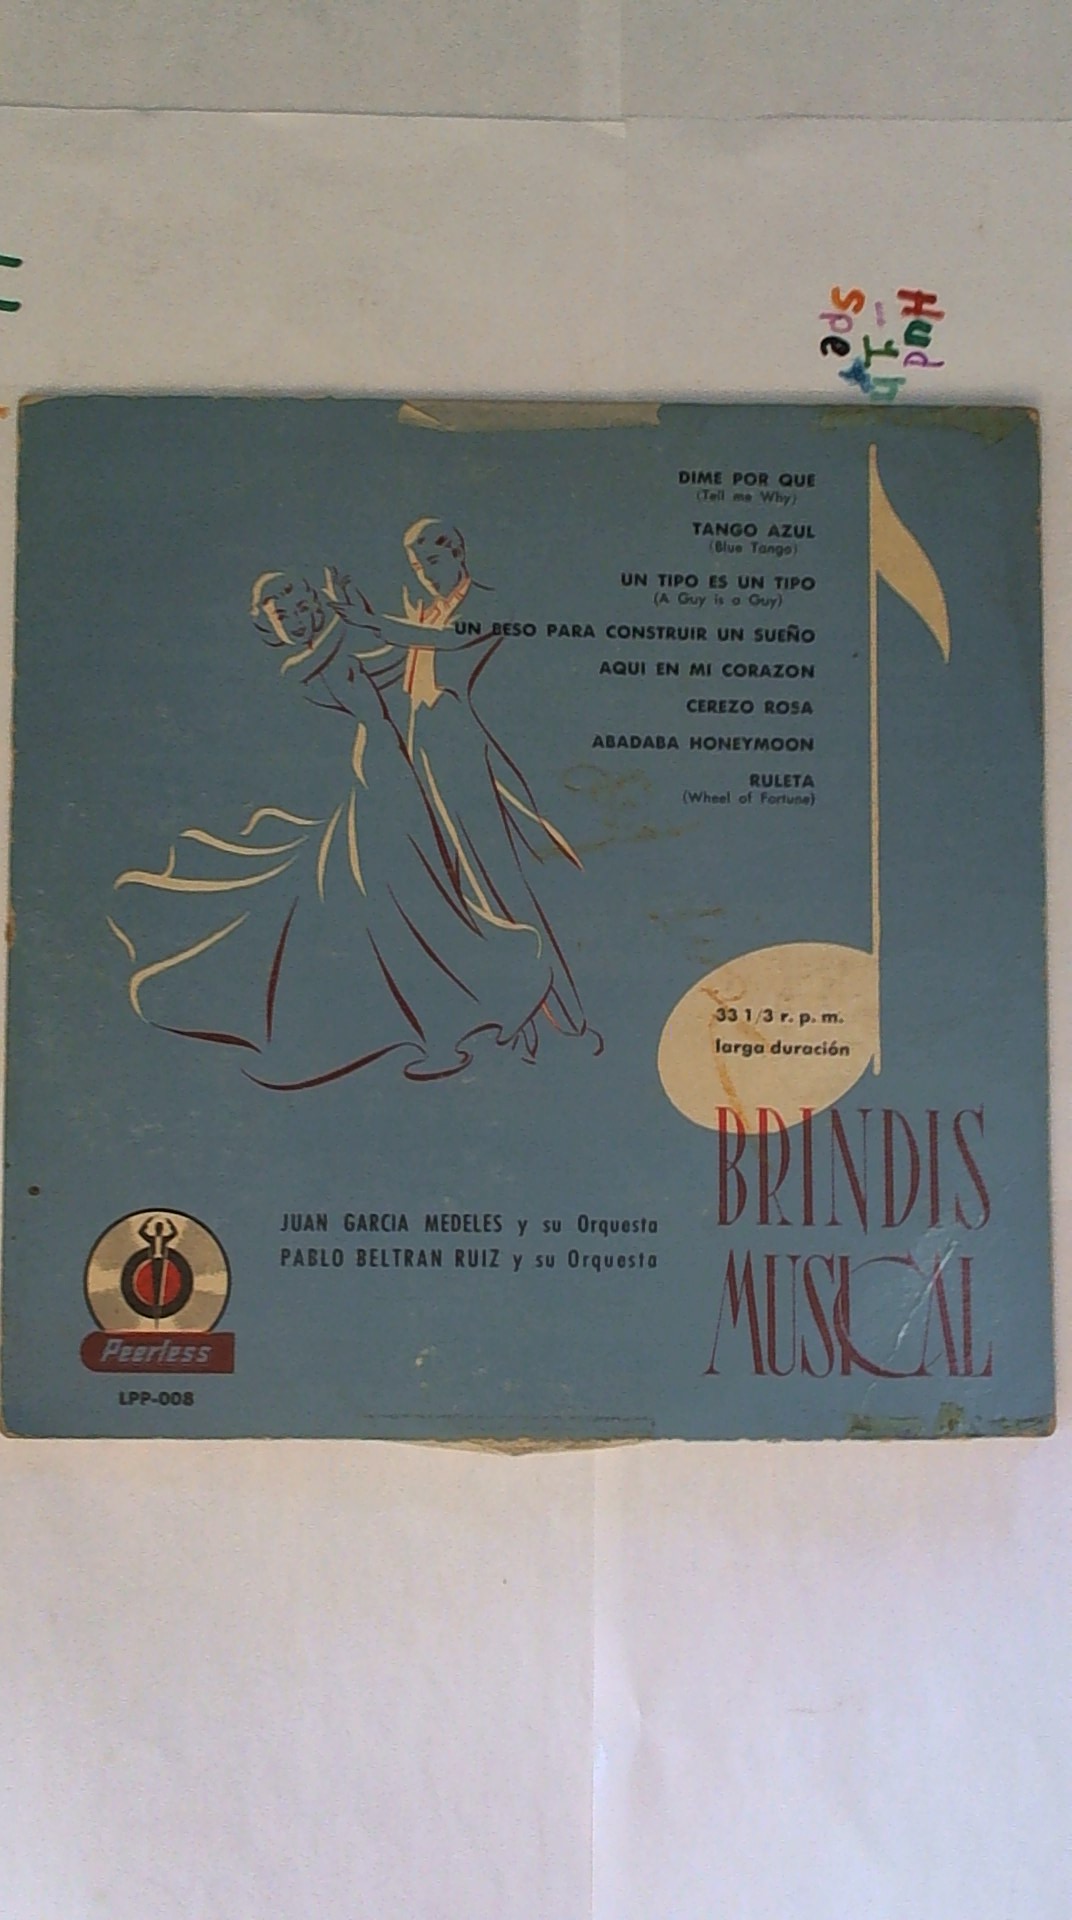 DIME POR QUE
(Tell me Why)
TANGO AZUL
(Blue Tango)
UN TIPO ES UN TIPO
(A Guy is a Guy)
UN BESO PARA CONSTRUIR UN SUEÑO
AQUI EN MI CORAZON
CEREZO ROSA
ABADABA HONEYMOON
RULETA
(Wheel of Fortune)
33 1/3 r. p. m.
larga duración
BRINDIS
MUSICAL
JUAN GARCIA MEDELES y su Orquesta
PABLO BELTRAN RUIZ y su Orquesta
Peerless
LPP-008